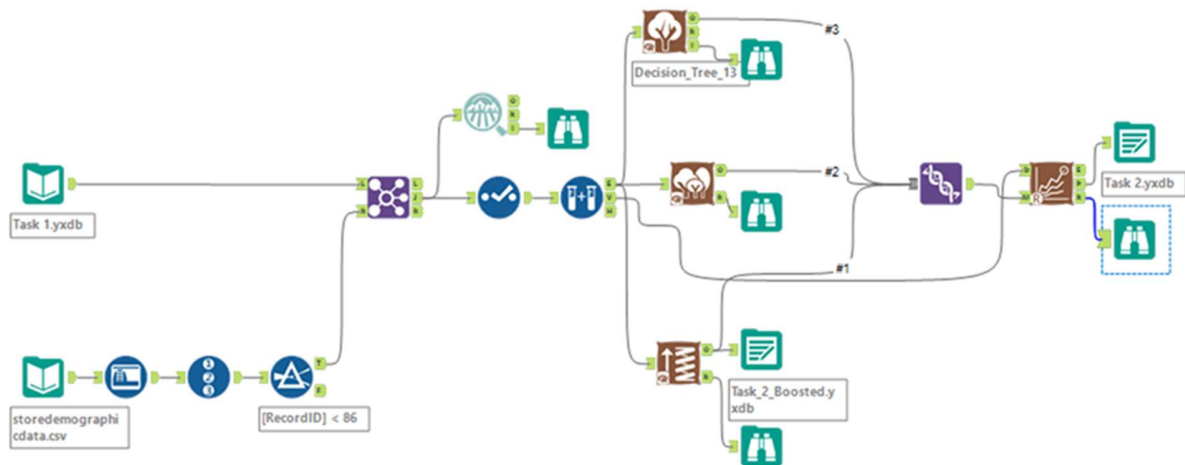 #3
Decision_Tree_13
#2
Task 2.yxdb
Task 1.yxdb
#1
storedemographi
cdata.csv
[RecordID] < 86
Task_2_Boosted.y
xdb